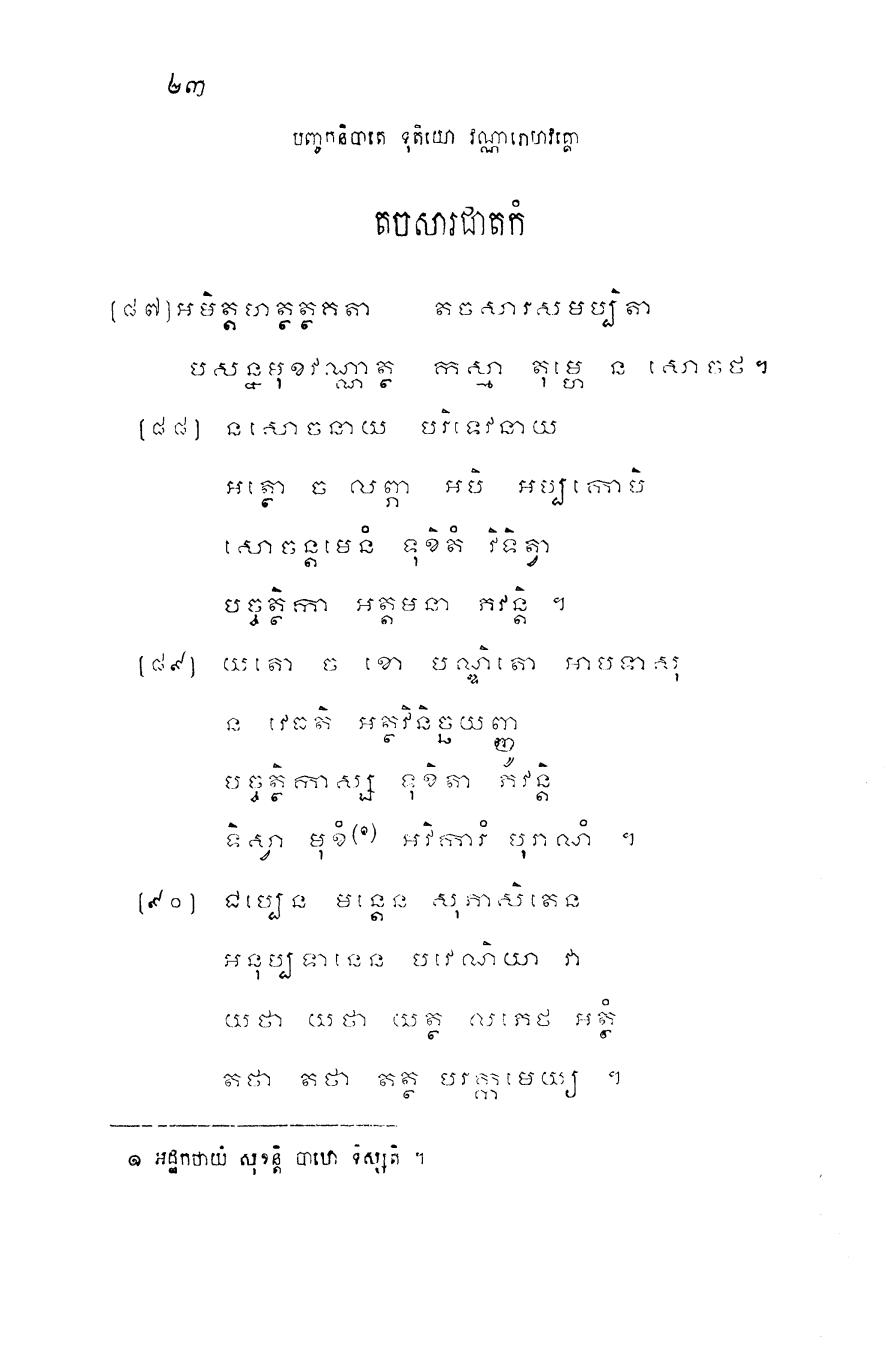 ២៣
បញ្ចកនិបាតេ ទុតិយោ វណ្ណារោហវគ្គោ
តចសារជាតកំ
[៨៧] អមិត្តហត្ថត្ថគតា តចសារសមប្បិតា
បសន្នមុខវណ្ណាត្ថ កស្មា តុម្ហេ ន សោចថ។
[៨៨] នសោចនាយ បរិទេវនាយ
អត្ថោ ច លព្ភា អបិ អប្បកោបិ
សោចន្តមេនំ ទុខិតំ វិទិត្វា
បច្ចត្ថិកា អត្តមនា ភវន្តិ ។
[៨៩] យតោ ច ខោ បណ្ឌិតោ អាបទាសុ
ន វេធតិ អត្ថវិនិច្ឆយញ្ញូ
បច្ចត្ថិកាស្ស ទុខិតា ភវន្តិ
ទិស្វា មុខំ(១) អវិការំ បុរាណំ ។
[៩០] ជប្បេន មន្តេន សុភាសិតេន
អនុប្បទានេន បវេណិយា វា
យថា យថា យត្ថ លភេថ អត្ថំ
តថា តថា តត្ថ បរក្កមេយ្យ ។
១ អដ្ឋកថាយំ សុខន្តិ បាឋោ ទិស្សតិ ។